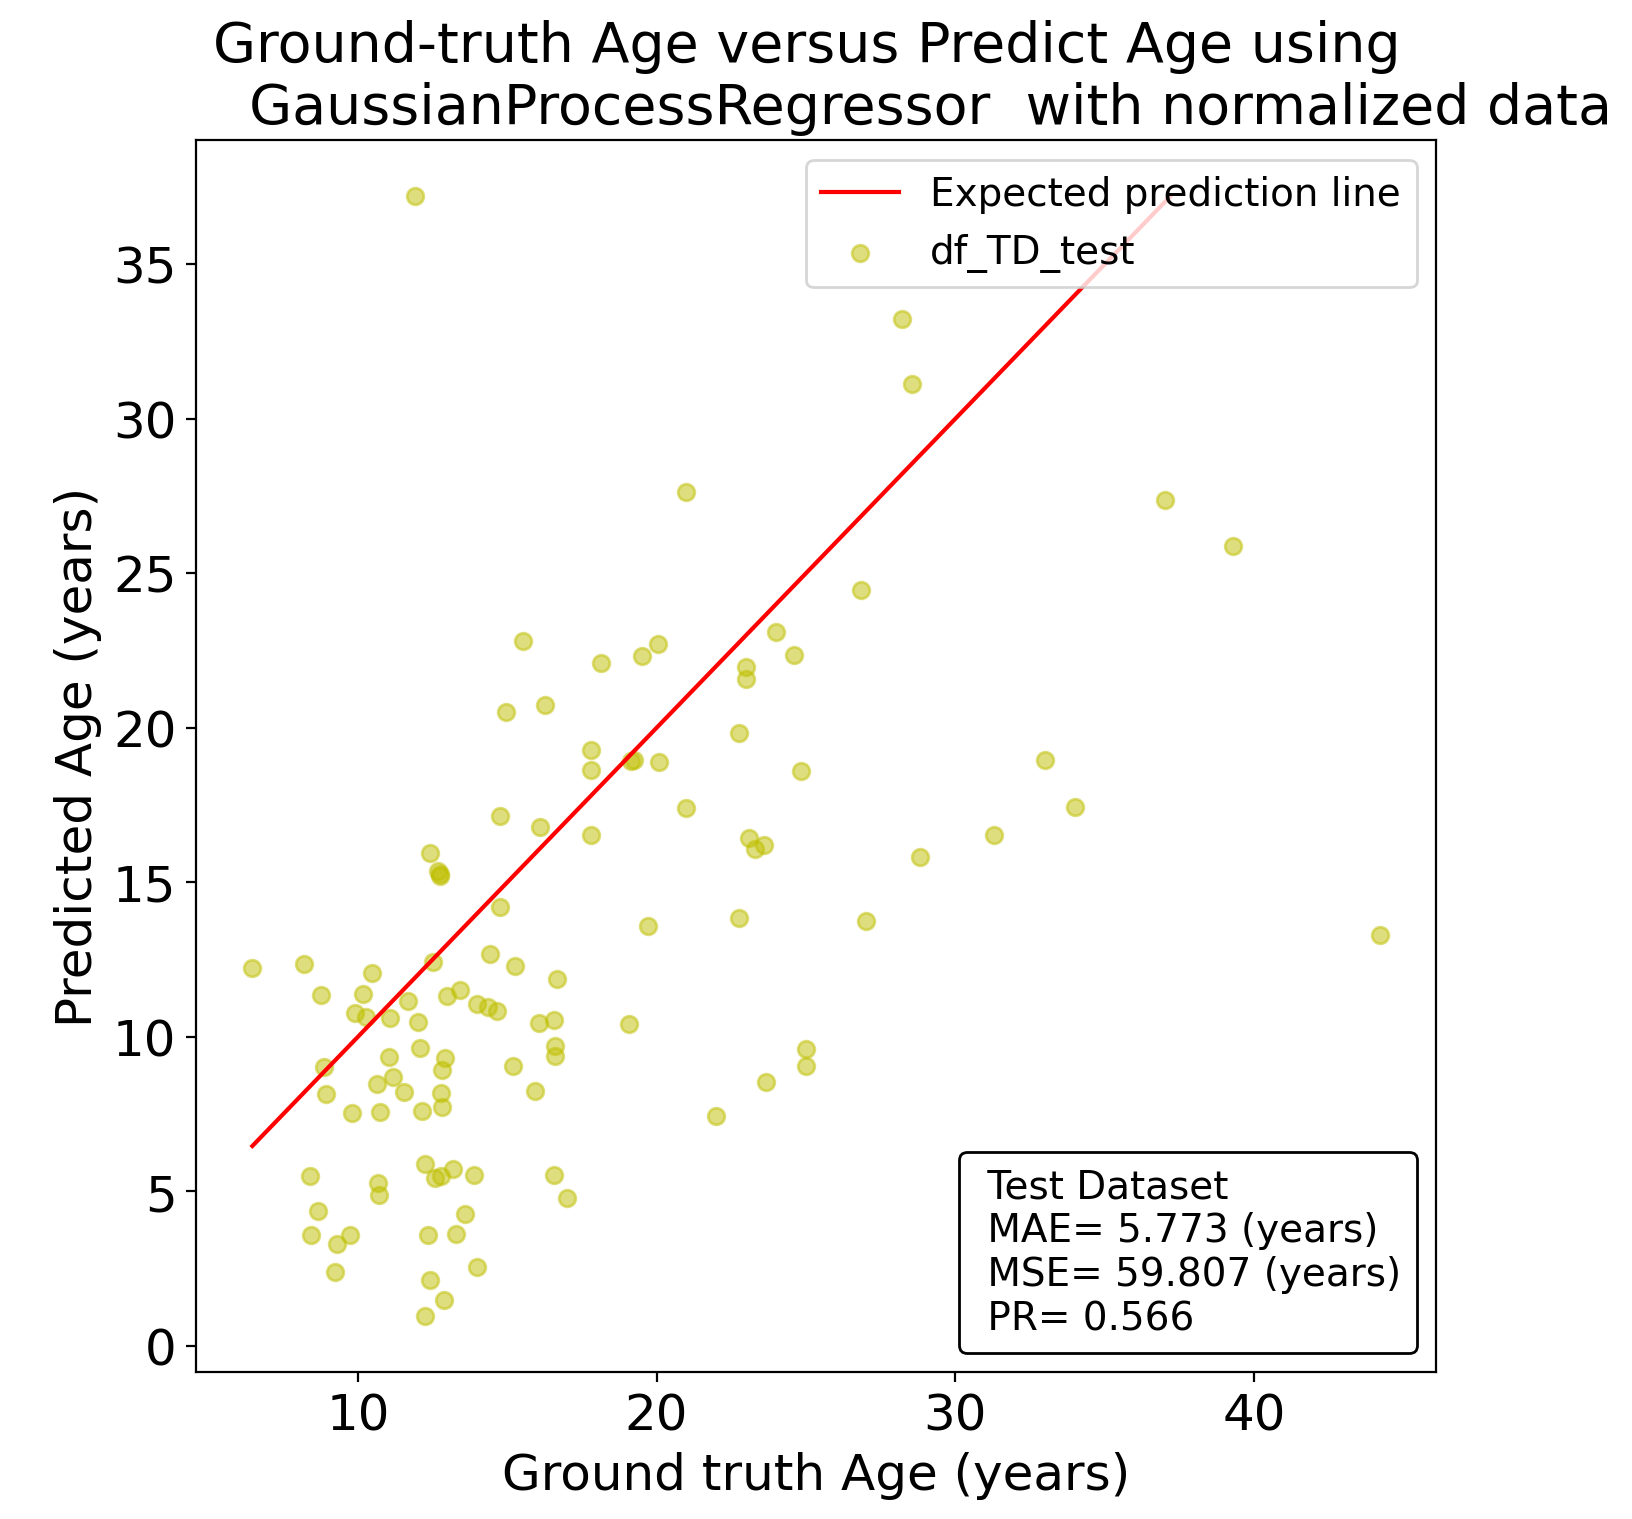 Ground-truth Age versus Predict Age using
GaussianProcessRegressor  with normalized data
Expected prediction line
df_TD_test
35
30
25
20
15
10
5
0
Predicted Age (years)
Test Dataset
MAE= 5.773 (years)
MSE= 59.807 (years)
PR= 0.566
10 20 30 40
Ground truth Age (years)